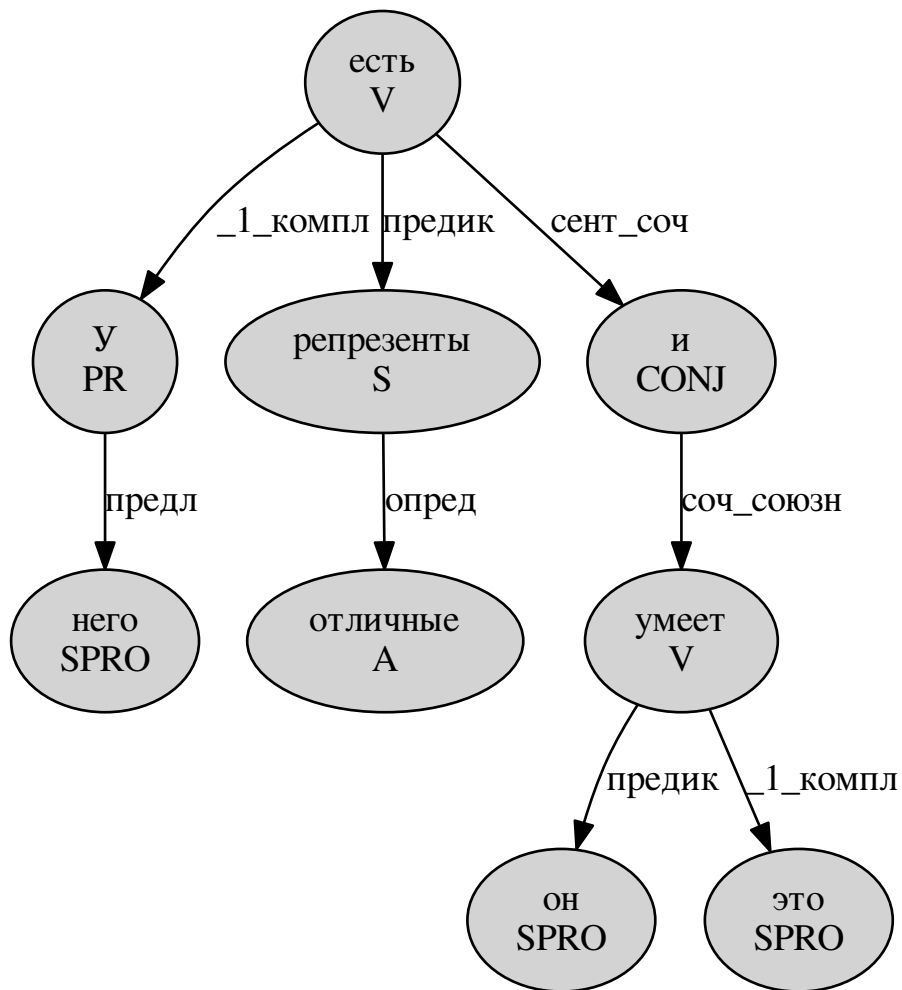 есть
V
_1_компл
предик
сент_соч
У
PR
репрезенты
S
и
CONJ
предл
опред
соч_союзн
него
SPRO
отличные
A
умеет
V
предик
_1_компл
он
SPRO
это
SPRO